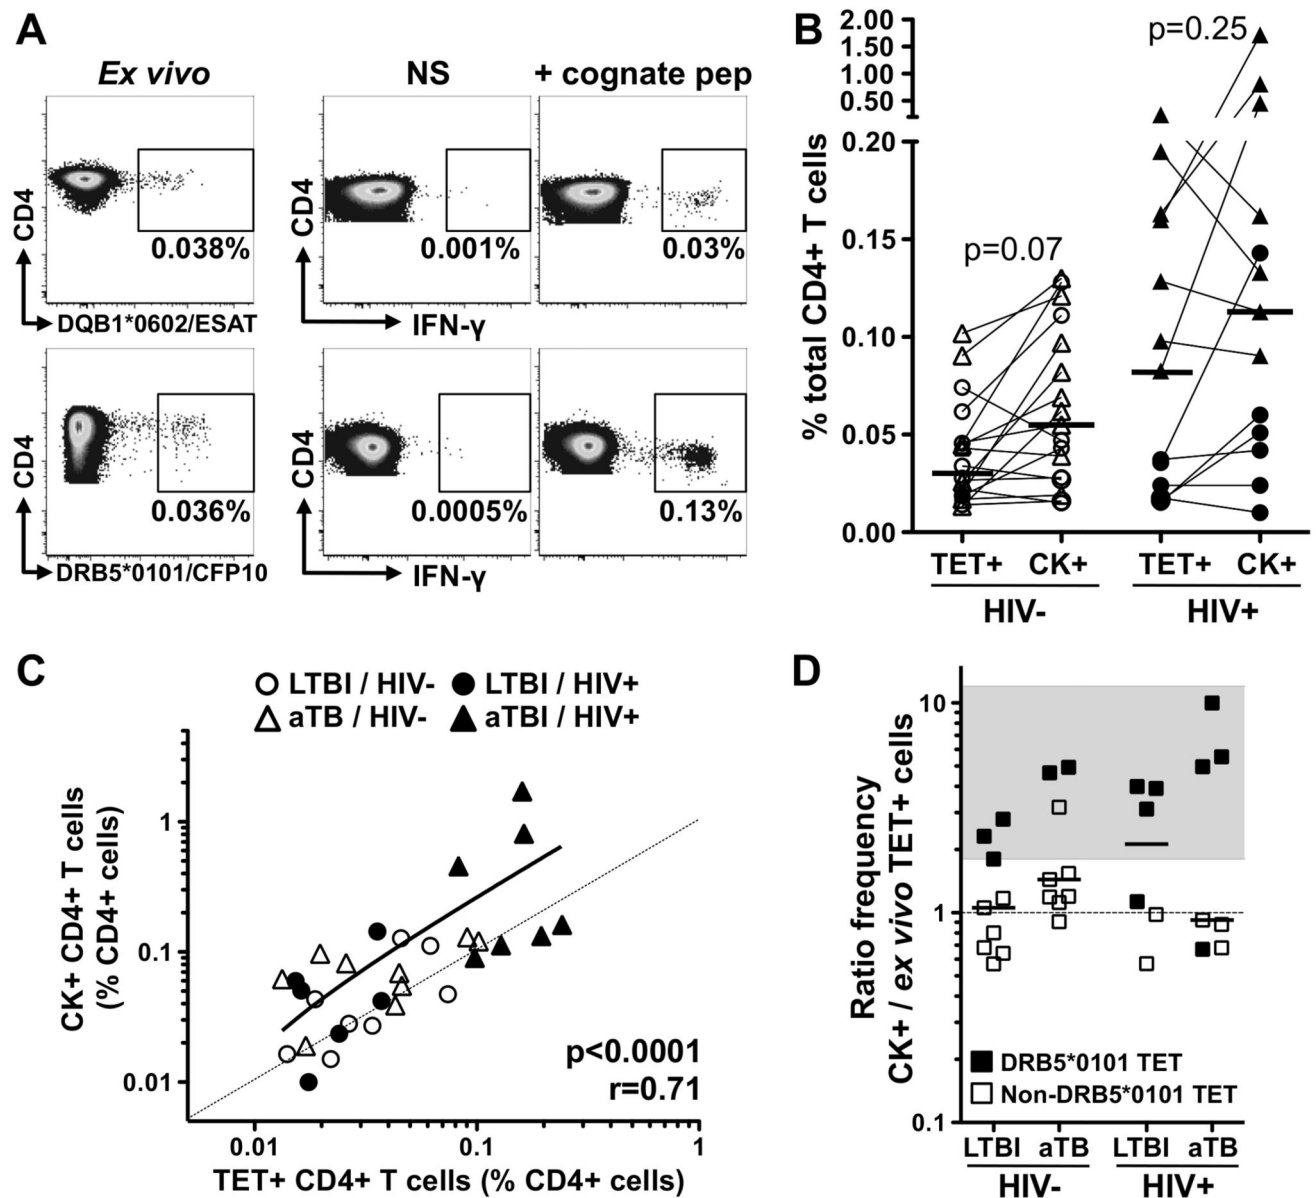 A
Ex vivo
NS
+ cognate pep
CD4
0.038%
DQB1*0602/ESAT
CD4
0.001%
0.03%
IFN-γ
CD4
0.036%
DRB5*0101/CFP10
CD4
0.0005%
0.13%
IFN-γ
B
% total CD4+ T cells
2.00
1.50
1.00
0.50
0.20
0.15
0.10
0.05
0.00
p=0.07
p=0.25
TET+ CK+ TET+ CK+
HIV- HIV+
C
LTBI / HIV- LTBI / HIV+
aTB / HIV- aTBI / HIV+
CK+ CD4+ T cells
(% CD4+ cells)
1
0.1
0.01
p<0.0001
r=0.71
0.01 0.1 1
TET+ CD4+ T cells (% CD4+ cells)
D
Ratio frequency
CK+ / ex vivo TET+ cells
10
1
0.1
DRB5*0101 TET
Non-DRB5*0101 TET
LTBI aTB LTBI aTB
HIV- HIV+